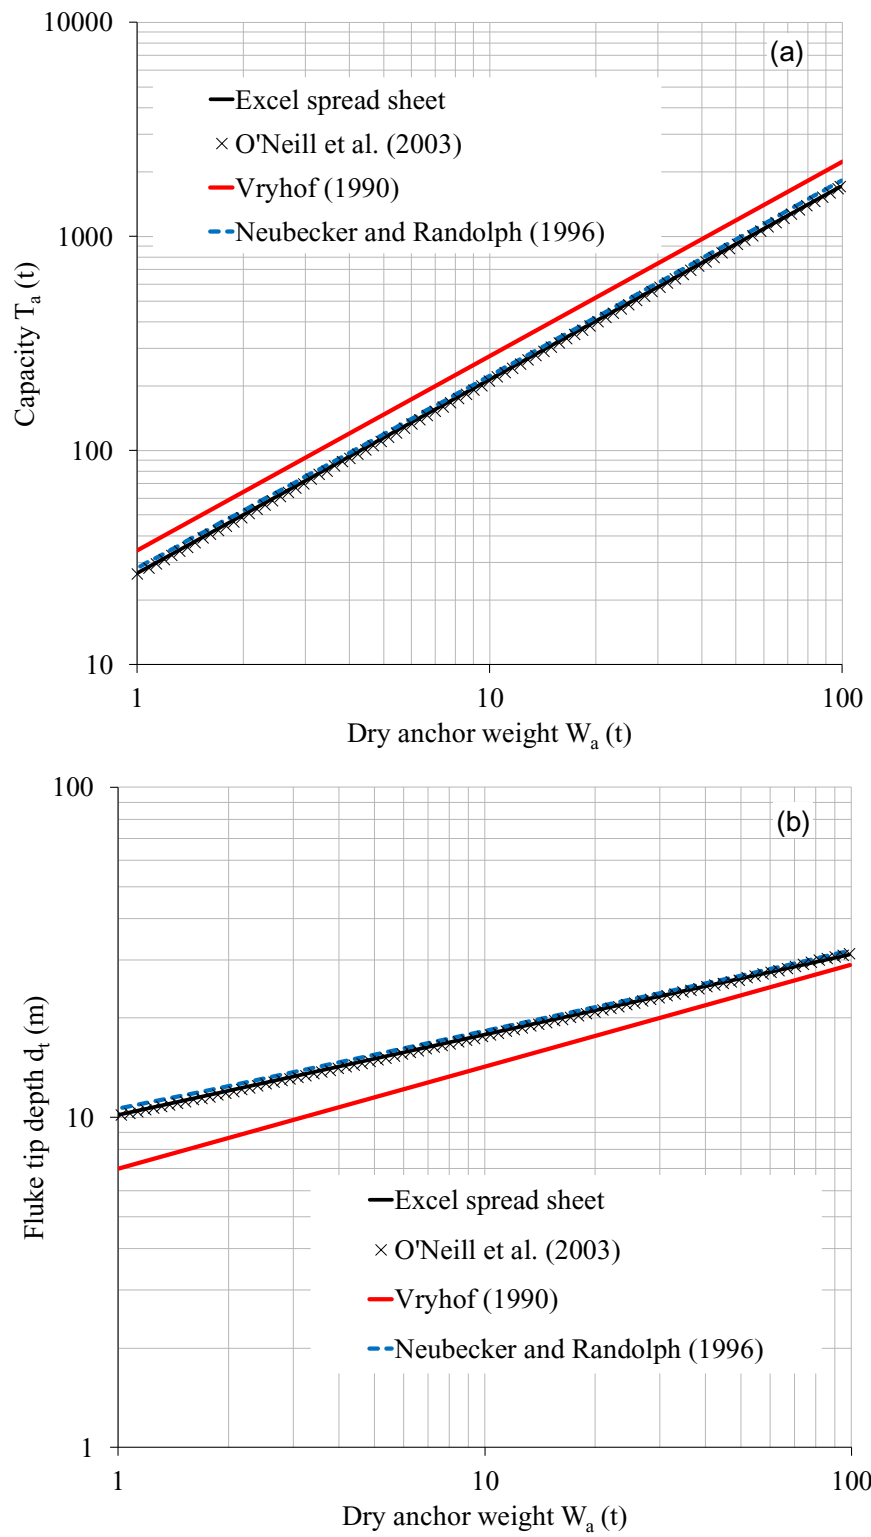 10000
(a)
Excel spread sheet
O'Neill et al. (2003)
Vryhof (1990)
Neubecker and Randolph (1996)
1000
Capacity Ta (t)
100
10
1
10
100
Dry anchor weight Wa (t)
100
(b)
Fluke tip depth dt (m)
10
Excel spread sheet
O'Neill et al. (2003)
Vryhof (1990)
Neubecker and Randolph (1996)
1
1
10
100
Dry anchor weight Wa (t)